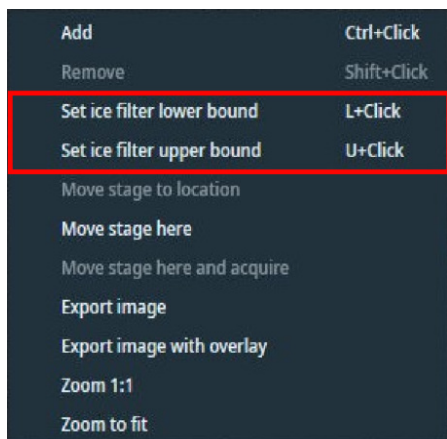 Add Ctrl+Click
Remove Shift+Click
Set ice filter lower bound L+Click
Set ice filter upper bound U+Click
Move stage to location
Move stage here
Move stage here and acquire
Export image
Export image with overlay
Zoom 1:1
Zoom to fit